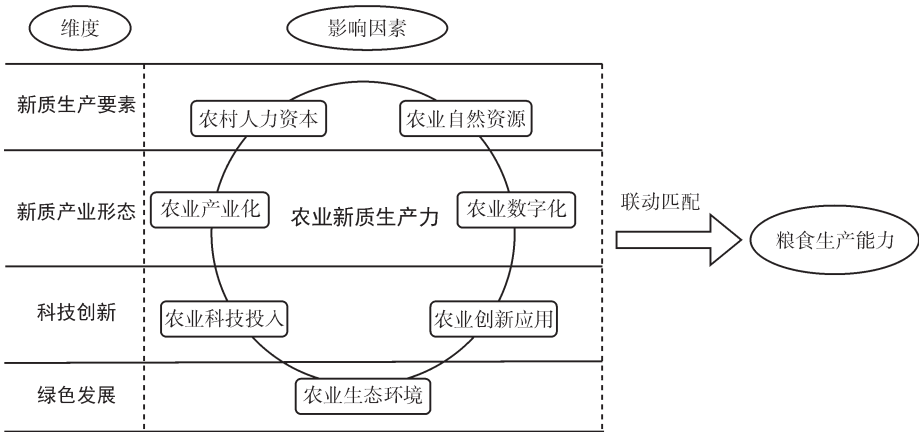 维度
影响因素
新质生产要素
农村人力资本
农业自然资源
新质产业形态
农业产业化
农业新质生产力
农业数字化
联动匹配
粮食生产能力
科技创新
农业科技投入
农业创新应用
绿色发展
农业生态环境